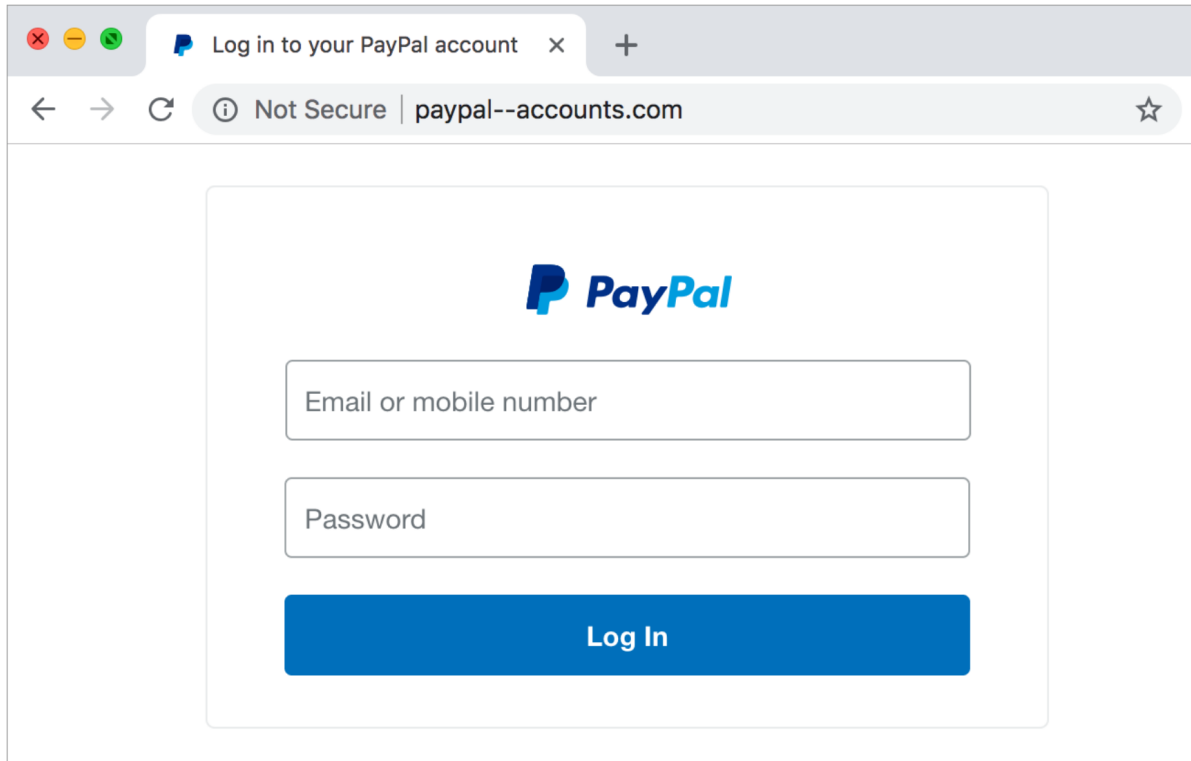 Log in to your PayPal account
Not Secure | paypal--accounts.com
PayPal
Email or mobile number
Password
Log In